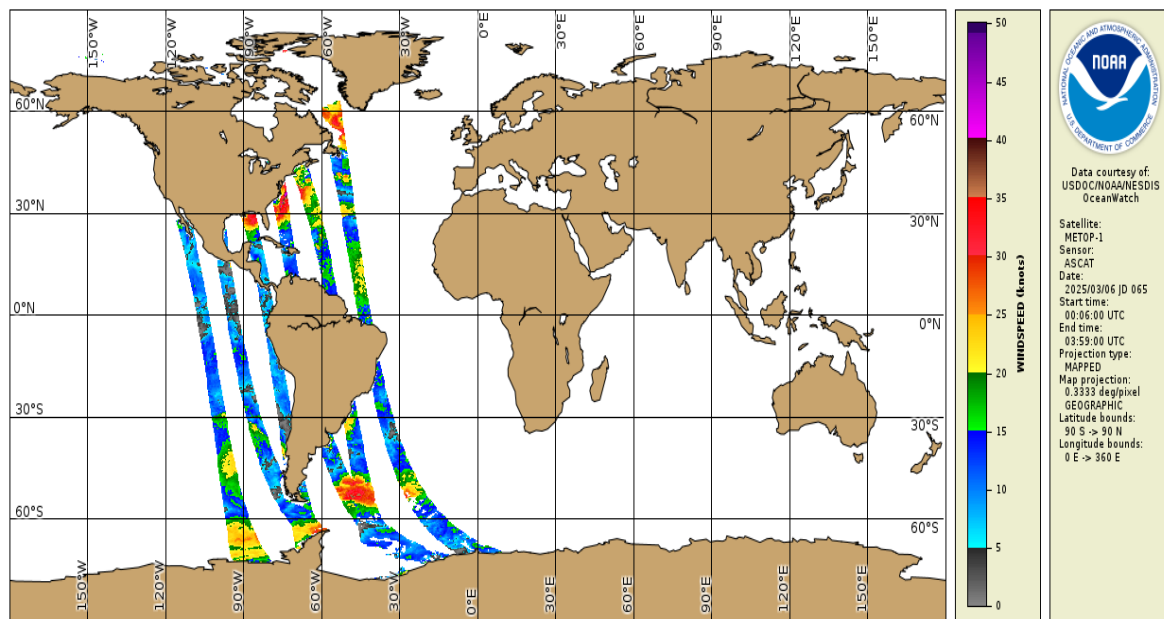 150°W 120°W 90°W 60°W 30°W 0°E 30°E 60°E 90°E 120°E 150°E
60°N 60°N
30°N 30°N
0°N 0°N
30°S 30°S
60°S 60°S
150°W 120°W 90°W 60°W 30°W 0°E 30°E 60°E 90°E 120°E 150°E
50
45
40
35
30
25
20
15
10
5
0
WINDSPEED (knots)
NATIONAL OCEANIC AND ATMOSPHERIC ADMINISTRATION
NOAA
U.S. DEPARTMENT OF COMMERCE
Data courtesy of:
USDOC/NOAA/NESDIS
OceanWatch
Satellite:
METOP-1
Sensor:
ASCAT
Date:
2025/03/06 JD 065
Start time:
00:06:00 UTC
End time:
03:59:00 UTC
Projection type:
MAPPED
Map projection:
0.3333 deg/pixel
GEOGRAPHIC
Latitude bounds:
90 S -> 90 N
Longitude bounds:
0 E -> 360 E